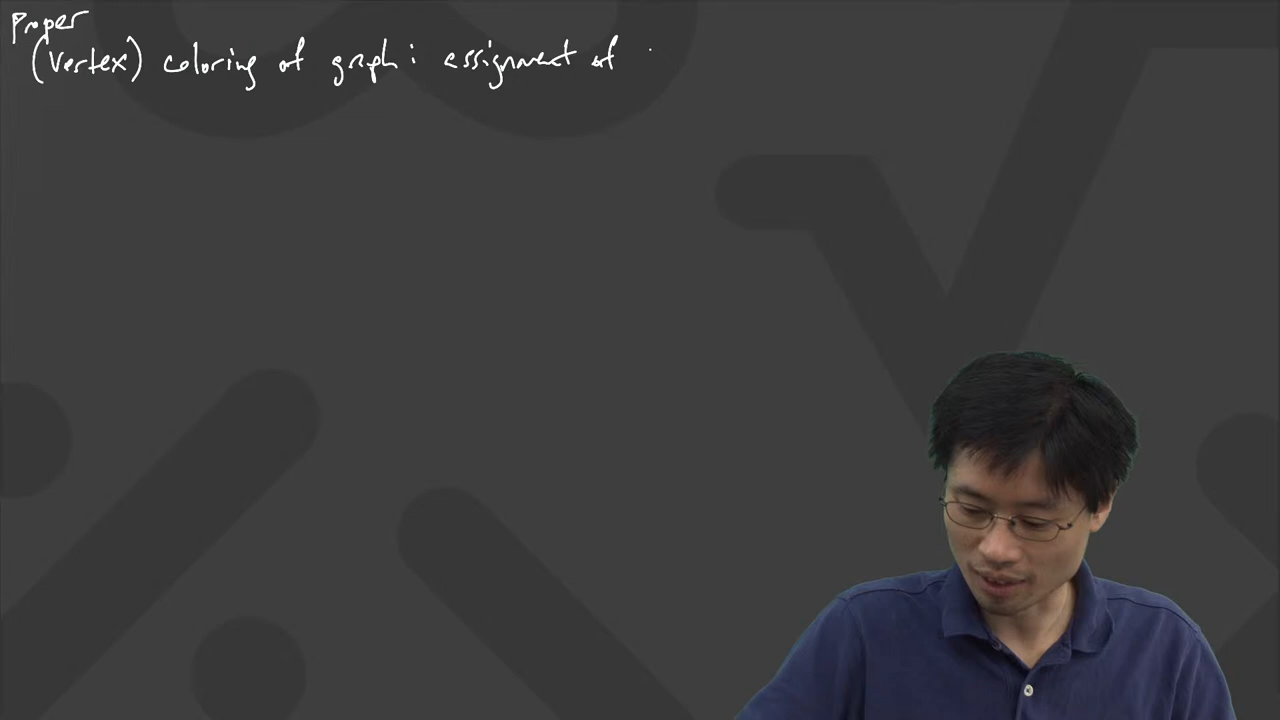 Proper
(Vertex) coloring of graph: assignment of